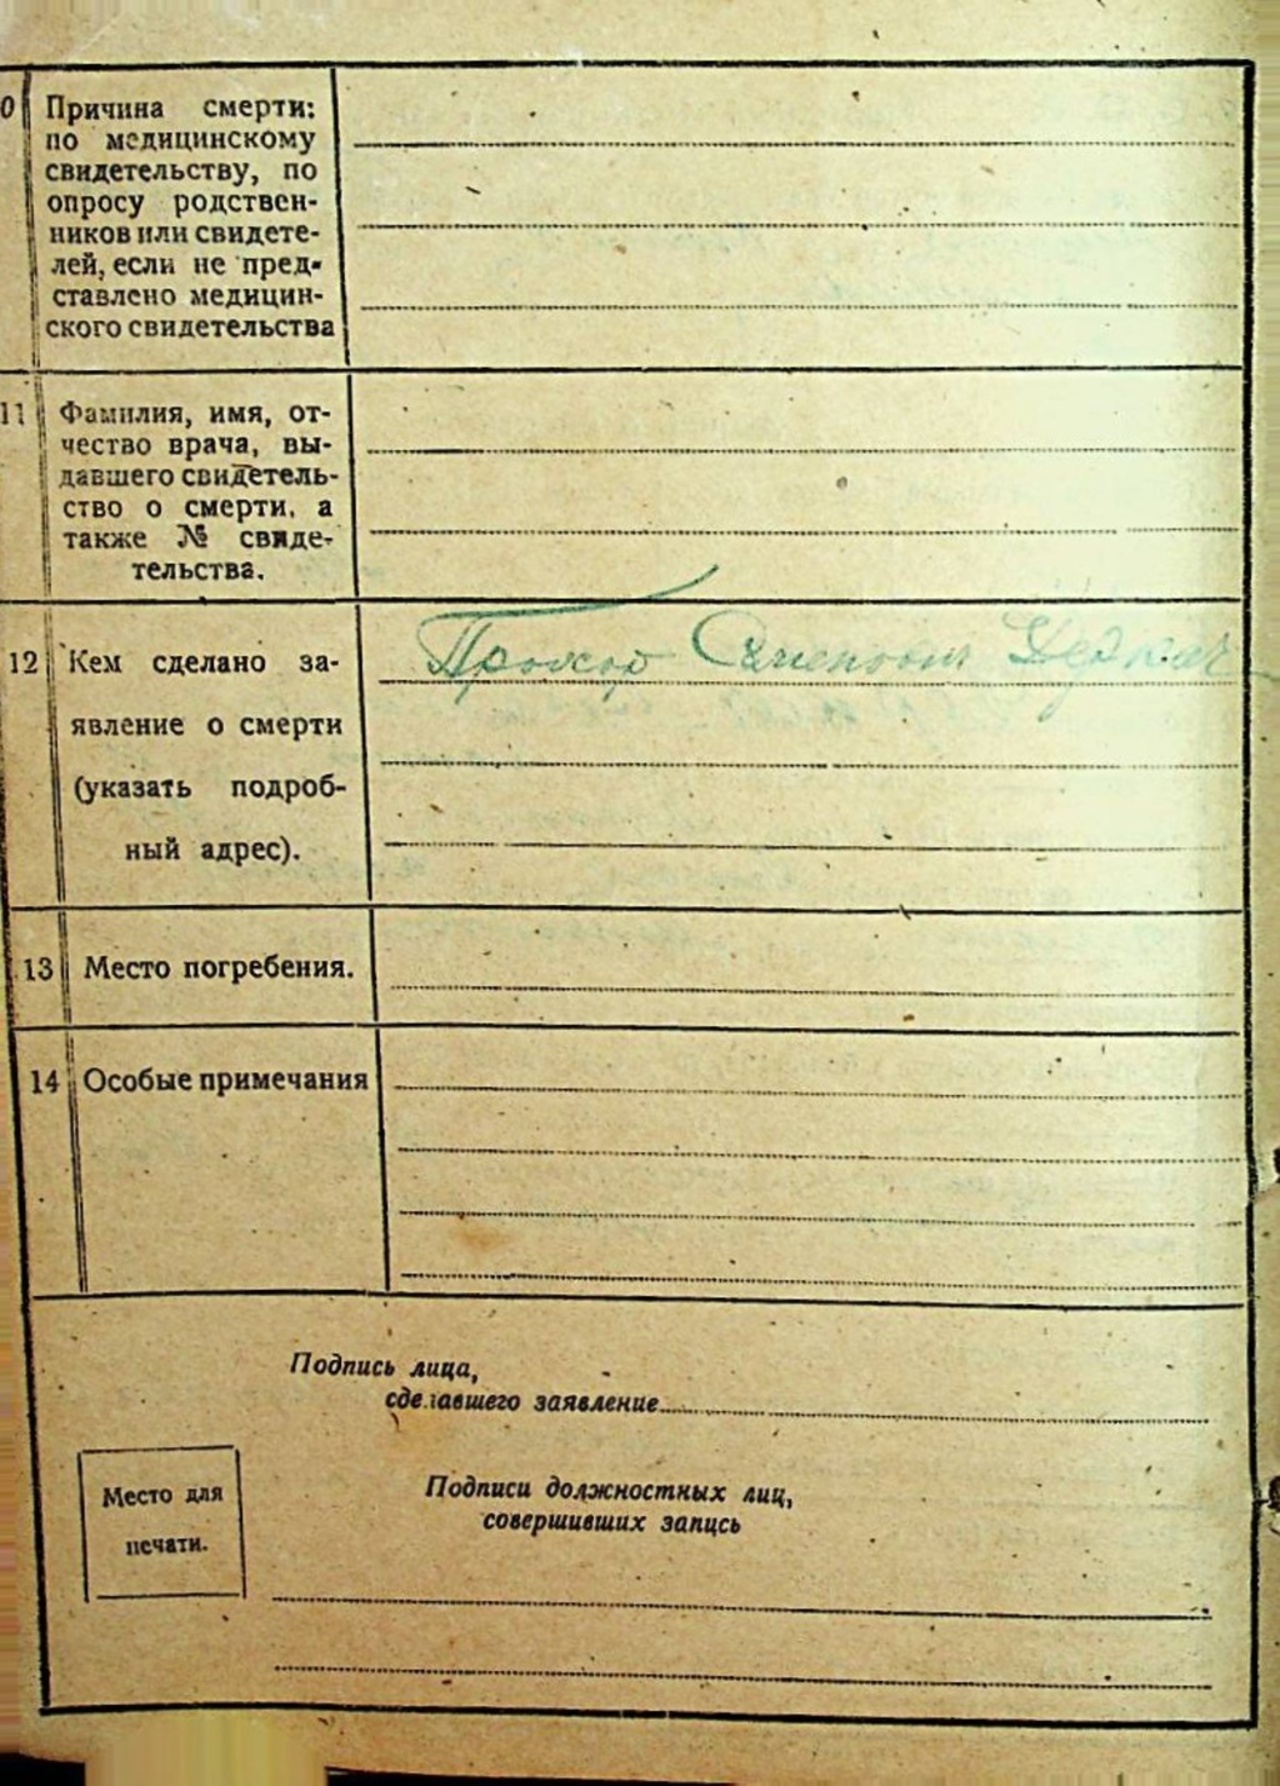 0 Причина смерти:
по медицинскому
свидетельству, по
опросу родствен-
ников или свидете-
лей, если не пред-
ставлено медицин-
ского свидетельства
11 Фамилия, имя, от-
чество врача, вы-
давшего свидетель-
ство о смерти, а
также № свиде-
тельства.
12 Кем сделано за-
явление о смерти
(указать подроб-
ный адрес).
Прохор Семенович
13 Место погребения.
14 Особые примечания
Подпись лица,
сделавшего заявление
Место для
печати.
Подписи должностных лиц,
совершивших запись